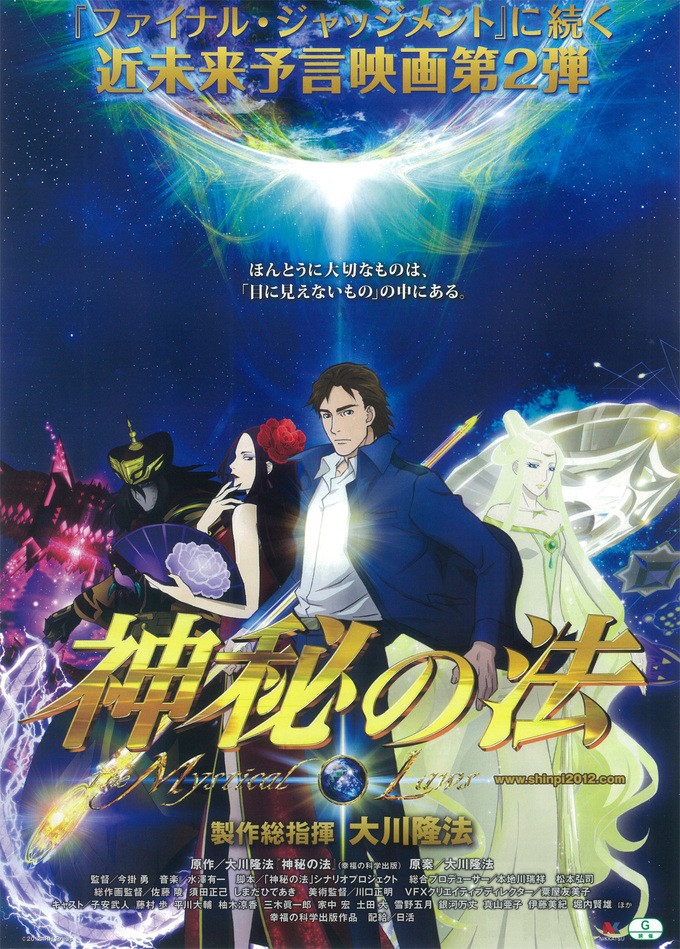 『ファイナル・ジャッジメント』に続く
近未来予言映画第2弾
ほんとうに大切なものは、
「目に見えないもの」の中にある。
神秘の法
The Mystical Laws
www.shinpi2012.com
製作総指揮 大川隆法
原作／大川隆法『神秘の法』(幸福の科学出版) 原案／大川隆法
監督／今掛 勇 音楽／水澤有一 脚本／「神秘の法」シナリオプロジェクト 総合プロデューサー／本地川瑞祥 松本弘司
総作画監督／佐藤 陵 須田正己 しまだひであき 美術監督／川口正明 VFXクリエイティブディレクター／粟屋友美子
キャスト／子安武人 藤村 歩 平川大輔 柚木涼香 三木眞一郎 家中 宏 土田 大 雪野五月 銀河万丈 真山亜子 伊藤美紀 堀内賢雄 ほか
幸福の科学出版作品 配給／日活
G